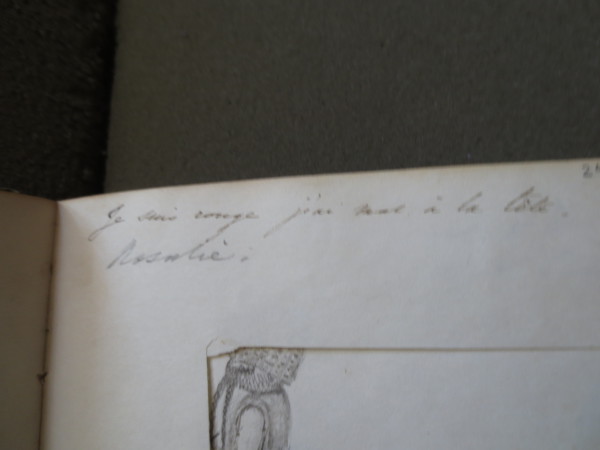 Je suis rouge j'ai mal à la tête.
Rosalie.